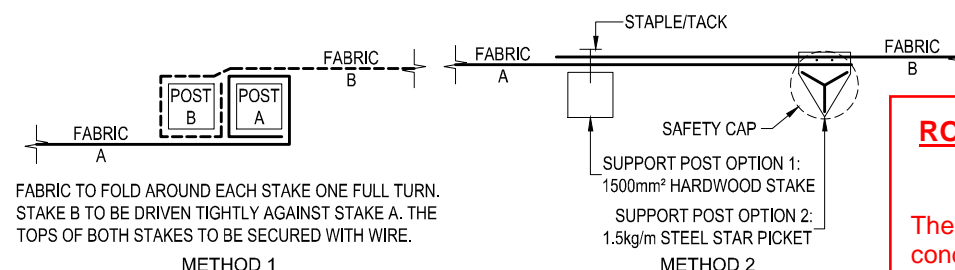 FABRIC
B
POST
B
POST
A
FABRIC
A
FABRIC TO FOLD AROUND EACH STAKE ONE FULL TURN.
STAKE B TO BE DRIVEN TIGHTLY AGAINST STAKE A. THE
TOPS OF BOTH STAKES TO BE SECURED WITH WIRE.
METHOD 1
STAPLE/TACK
FABRIC
A
FABRIC
B
SAFETY CAP
SUPPORT POST OPTION 1:
1500mm² HARDWOOD STAKE
SUPPORT POST OPTION 2:
1.5kg/m STEEL STAR PICKET
METHOD 2
The